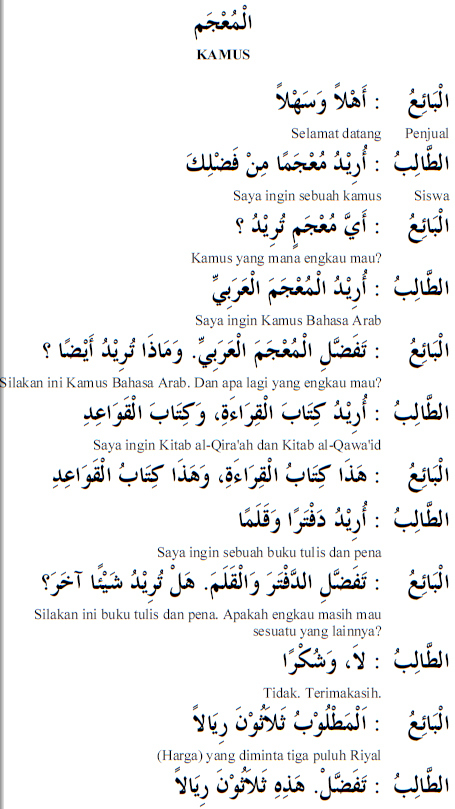 الْمُعْجَم
KAMUS
الْبَائِعُ : أَهْلاً وَسَهْلاً
Selamat datang Penjual
الطَّالِبُ : أُرِيْدُ مُعْجَمًا مِنْ فَضْلِكَ
Saya ingin sebuah kamus Siswa
الْبَائِعُ : أَيَّ مُعْجَمٍ تُرِيْدُ ؟
Kamus yang mana engkau mau?
الطَّالِبُ : أُرِيْدُ الْمُعْجَمَ الْعَرَبِيِّ
Saya ingin Kamus Bahasa Arab
الْبَائِعُ : تَفَضَّلِ الْمُعْجَمَ الْعَرَبِيِّ. وَمَاذَا تُرِيْدُ أَيْضًا ؟
Silakan ini Kamus Bahasa Arab. Dan apa lagi yang engkau mau?
الطَّالِبُ : أُرِيْدُ كِتَابَ الْقِرَاءَةِ، وَكِتَابَ الْقَوَاعِدِ
Saya ingin Kitab al-Qira'ah dan Kitab al-Qawa'id
الْبَائِعُ : هَذَا كِتَابُ الْقِرَاءَةِ، وَهَذَا كِتَابُ الْقَوَاعِدِ
الطَّالِبُ : أُرِيْدُ دَفْتَرًا وَقَلَمًا
Saya ingin sebuah buku tulis dan pena
الْبَائِعُ : تَفَضَّلِ الدَّفْتَرَ وَالْقَلَمَ. هَلْ تُرِيْدُ شَيْئًا آخَرَ؟
Silakan ini buku tulis dan pena. Apakah engkau masih mau
sesuatu yang lainnya?
الطَّالِبُ : لاَ، وَشُكْرًا
Tidak. Terimakasih.
الْبَائِعُ : اَلْمَطْلُوْبُ ثَلاَثُوْنَ رِيَالاً
(Harga) yang diminta tiga puluh Riyal
الطَّالِبُ : تَفَضَّلْ. هَذِهِ ثَلاَثُوْنَ رِيَالاً